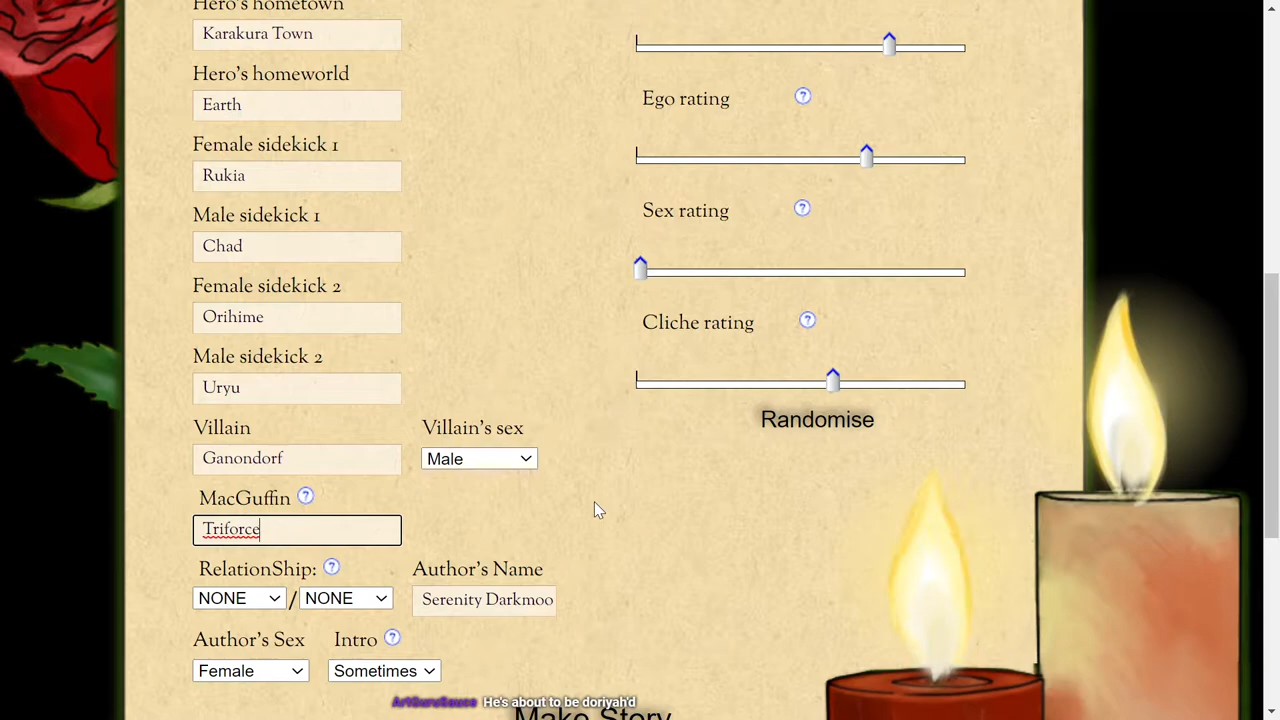 Hero's hometown
Karakura Town
Hero's homeworld
Earth
Ego rating ?
Female sidekick 1
Rukia
Male sidekick 1
Sex rating ?
Chad
Female sidekick 2
Orihime
Cliche rating ?
Male sidekick 2
Uryu
Randomise
Villain Villain's sex
Ganondorf Male
MacGuffin ?
Triforce
RelationShip: ? Author's Name
NONE / NONE Serenity Darkmoo
Author's Sex Intro ?
Female Sometimes
ArtGuruSauce He's about to be doriyah'd
Make Story